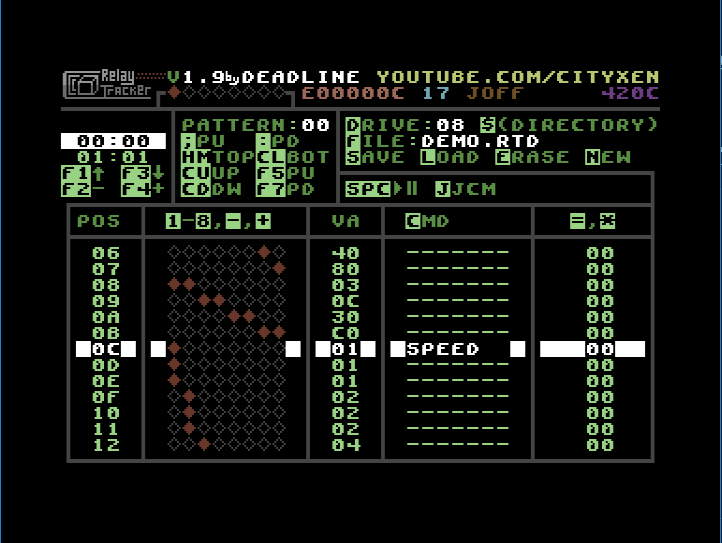 Relay Tracker V1.9 by DEADLINE YOUTUBE.COM/CITYXEN
E00000C 17 JOFF 420C
PATTERN:00 DRIVE:08 $(DIRECTORY)
00:00 ;PU :PD FILE:DEMO.RTD
01:01 HMTOP CLBOT SAVE LOAD ERASE NEW
F1↑ F3↓ CUUP F5PU
F2- F4+ CDDW F7PD SPC JJCM
POS 1-8,-,+ VA CMD =,*
06 40 ------- 00
07 80 ------- 00
08 03 ------- 00
09 0C ------- 00
0A 30 ------- 00
0B C0 ------- 00
0C 01 SPEED 00
0D 01 ------- 00
0E 01 ------- 00
0F 02 ------- 00
10 02 ------- 00
11 02 ------- 00
12 04 ------- 00